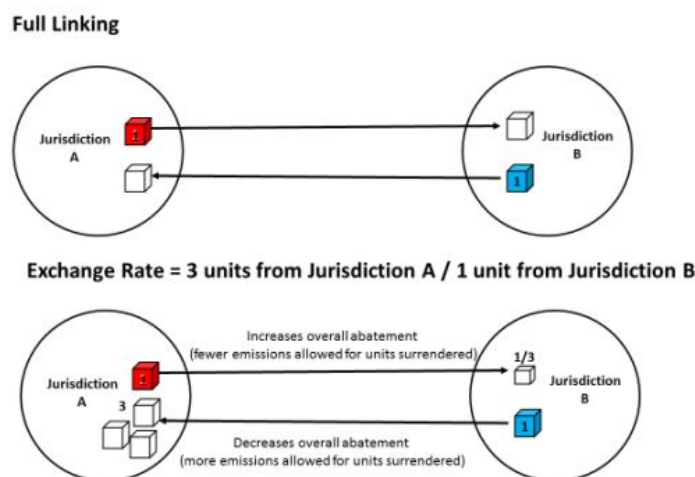 Full Linking
Jurisdiction
A
1
1
Jurisdiction
B
Exchange Rate = 3 units from Jurisdiction A / 1 unit from Jurisdiction B
Increases overall abatement
(fewer emissions allowed for units surrendered)
Jurisdiction
A
1
3
1/3
1
Jurisdiction
B
Decreases overall abatement
(more emissions allowed for units surrendered)